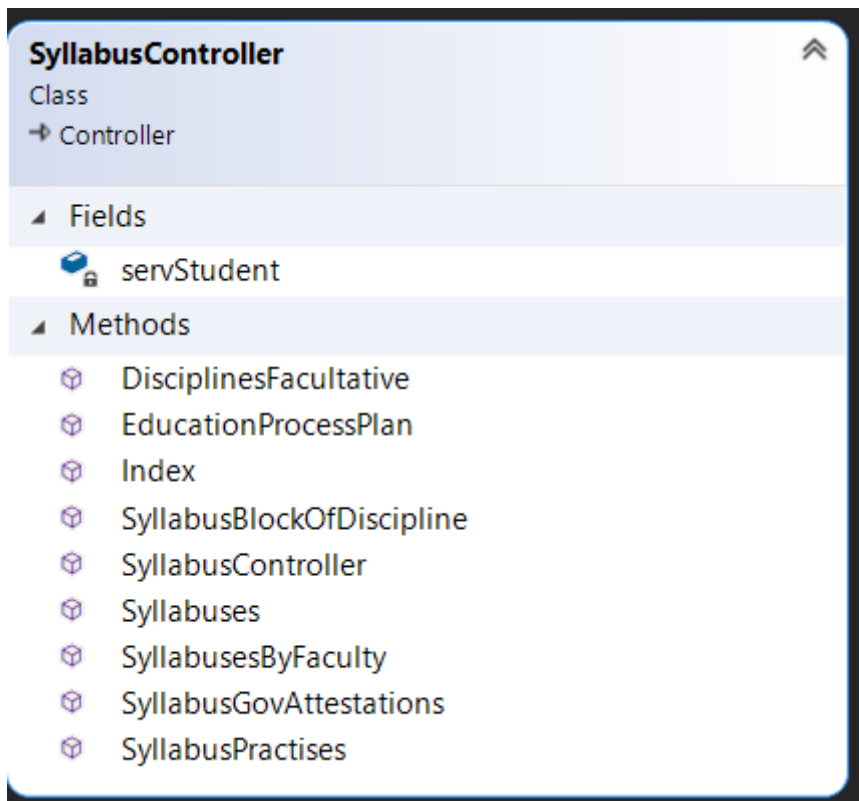 SyllabusController
Class
Controller
Fields
servStudent
Methods
DisciplinesFacultative
EducationProcessPlan
Index
SyllabusBlockOfDiscipline
SyllabusController
Syllabuses
SyllabusesByFaculty
SyllabusGovAttestations
SyllabusPractises